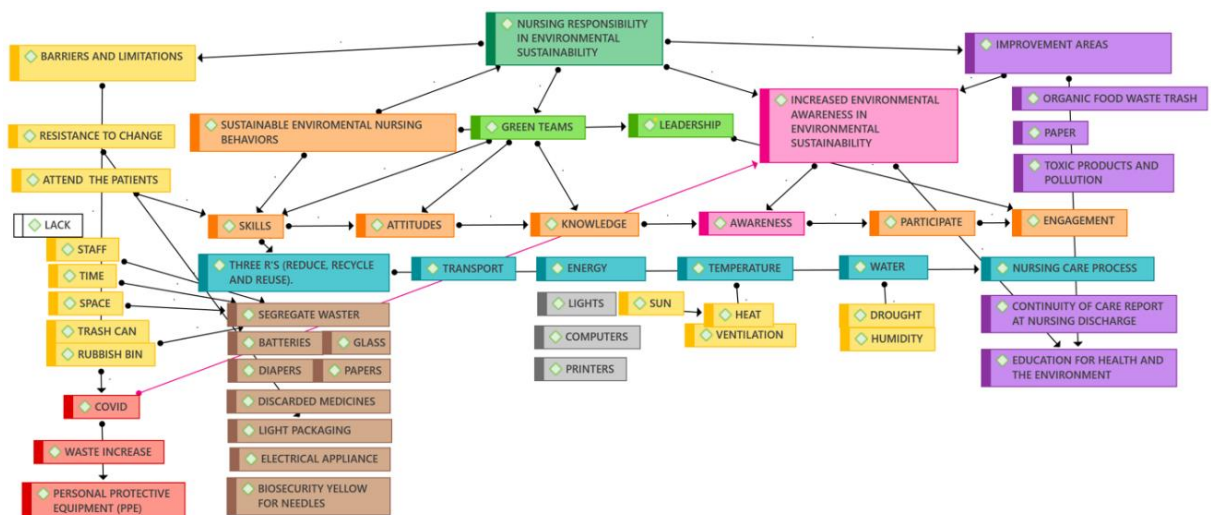 NURSING RESPONSIBILITY
IN ENVIRONMENTAL
SUSTAINABILITY
BARRIERS AND LIMITATIONS
IMPROVEMENT AREAS
INCREASED ENVIRONMENTAL
AWARENESS IN
ENVIRONMENTAL
SUSTAINABILITY
ORGANIC FOOD WASTE TRASH
RESISTANCE TO CHANGE
SUSTAINABLE ENVIROMENTAL NURSING
BEHAVIORS
GREEN TEAMS
LEADERSHIP
PAPER
TOXIC PRODUCTS AND
POLLUTION
ATTEND THE PATIENTS
LACK
SKILLS
ATTITUDES
KNOWLEDGE
AWARENESS
PARTICIPATE
ENGAGEMENT
STAFF
TIME
SPACE
TRASH CAN
RUBBISH BIN
THREE R'S (REDUCE, RECYCLE
AND REUSE).
TRANSPORT
ENERGY
TEMPERATURE
WATER
NURSING CARE PROCESS
SEGREGATE WASTER
BATTERIES
GLASS
DIAPERS
PAPERS
DISCARDED MEDICINES
LIGHT PACKAGING
ELECTRICAL APPLIANCE
BIOSECURITY YELLOW
FOR NEEDLES
LIGHTS
COMPUTERS
PRINTERS
SUN
HEAT
VENTILATION
DROUGHT
HUMIDITY
CONTINUITY OF CARE REPORT
AT NURSING DISCHARGE
EDUCATION FOR HEALTH AND
THE ENVIRONMENT
COVID
WASTE INCREASE
PERSONAL PROTECTIVE
EQUIPMENT (PPE)